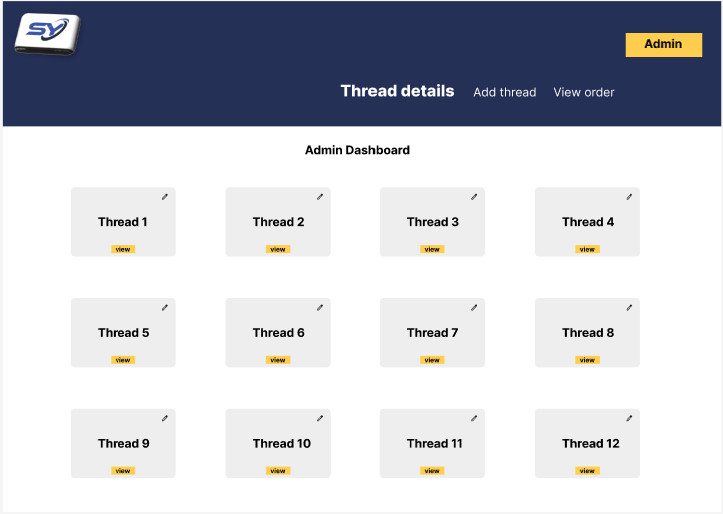 SY
Admin
Thread details Add thread View order
Admin Dashboard
Thread 1 Thread 2 Thread 3 Thread 4
view view view view
Thread 5 Thread 6 Thread 7 Thread 8
view view view view
Thread 9 Thread 10 Thread 11 Thread 12
view view view view